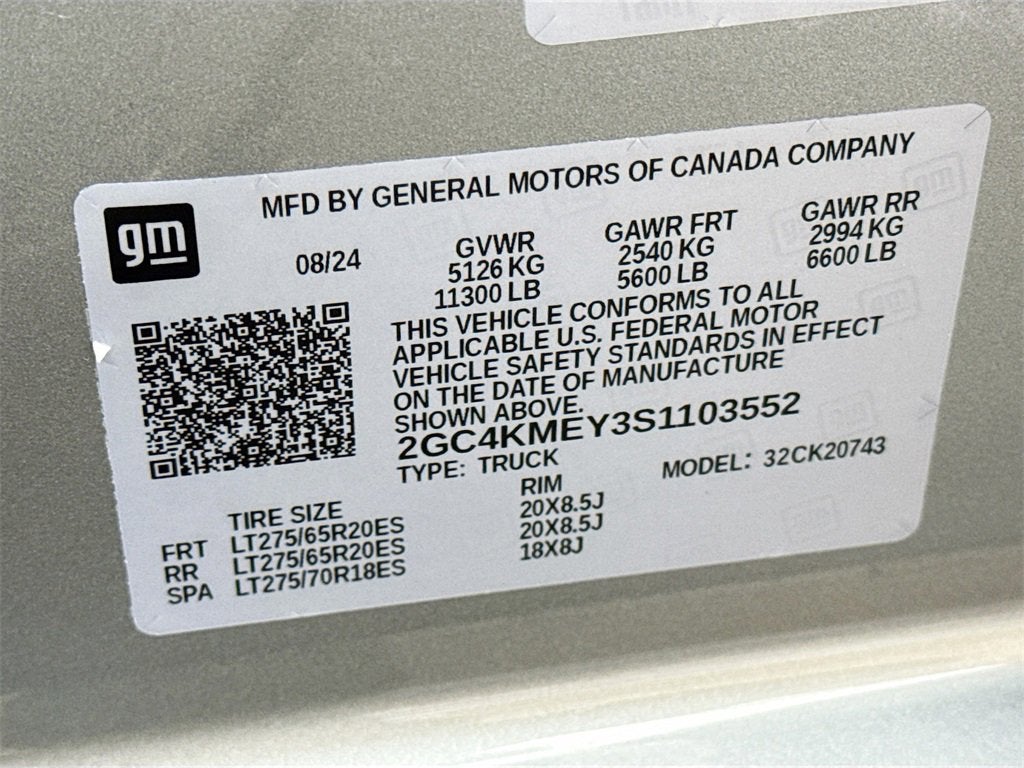 MFD BY GENERAL MOTORS OF CANADA COMPANY
gm
08/24
GVWR GAWR FRT GAWR RR
5126 KG 2540 KG 2994 KG
11300 LB 5600 LB 6600 LB
THIS VEHICLE CONFORMS TO ALL
APPLICABLE U.S. FEDERAL MOTOR
VEHICLE SAFETY STANDARDS IN EFFECT
ON THE DATE OF MANUFACTURE
SHOWN ABOVE.
2GC4KMEY3S1103552
TYPE: TRUCK MODEL: 32CK20743
TIRE SIZE RIM
FRT LT275/65R20ES 20X8.5J
RR LT275/65R20ES 20X8.5J
SPA LT275/70R18ES 18X8J